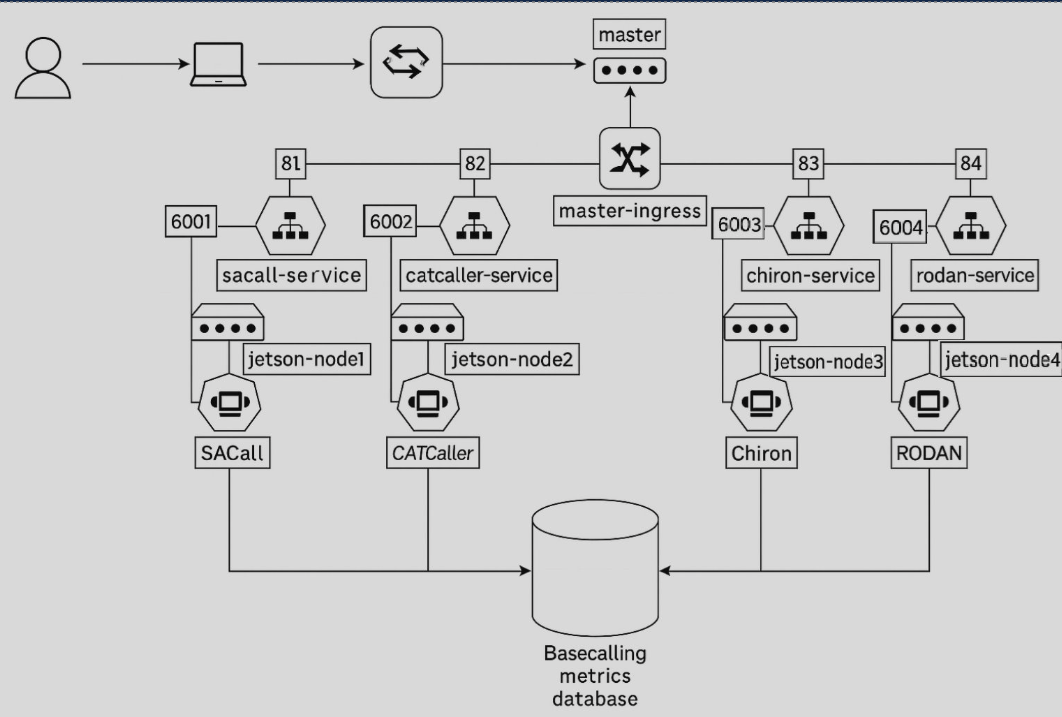 master
81
82
83
84
6001
6002
master-ingress
6003
6004
sacall-service
catcaller-service
chiron-service
rodan-service
jetson-node1
jetson-node2
jetson-node3
jetson-node4
SACall
CATCaller
Chiron
RODAN
Basecalling
metrics
database